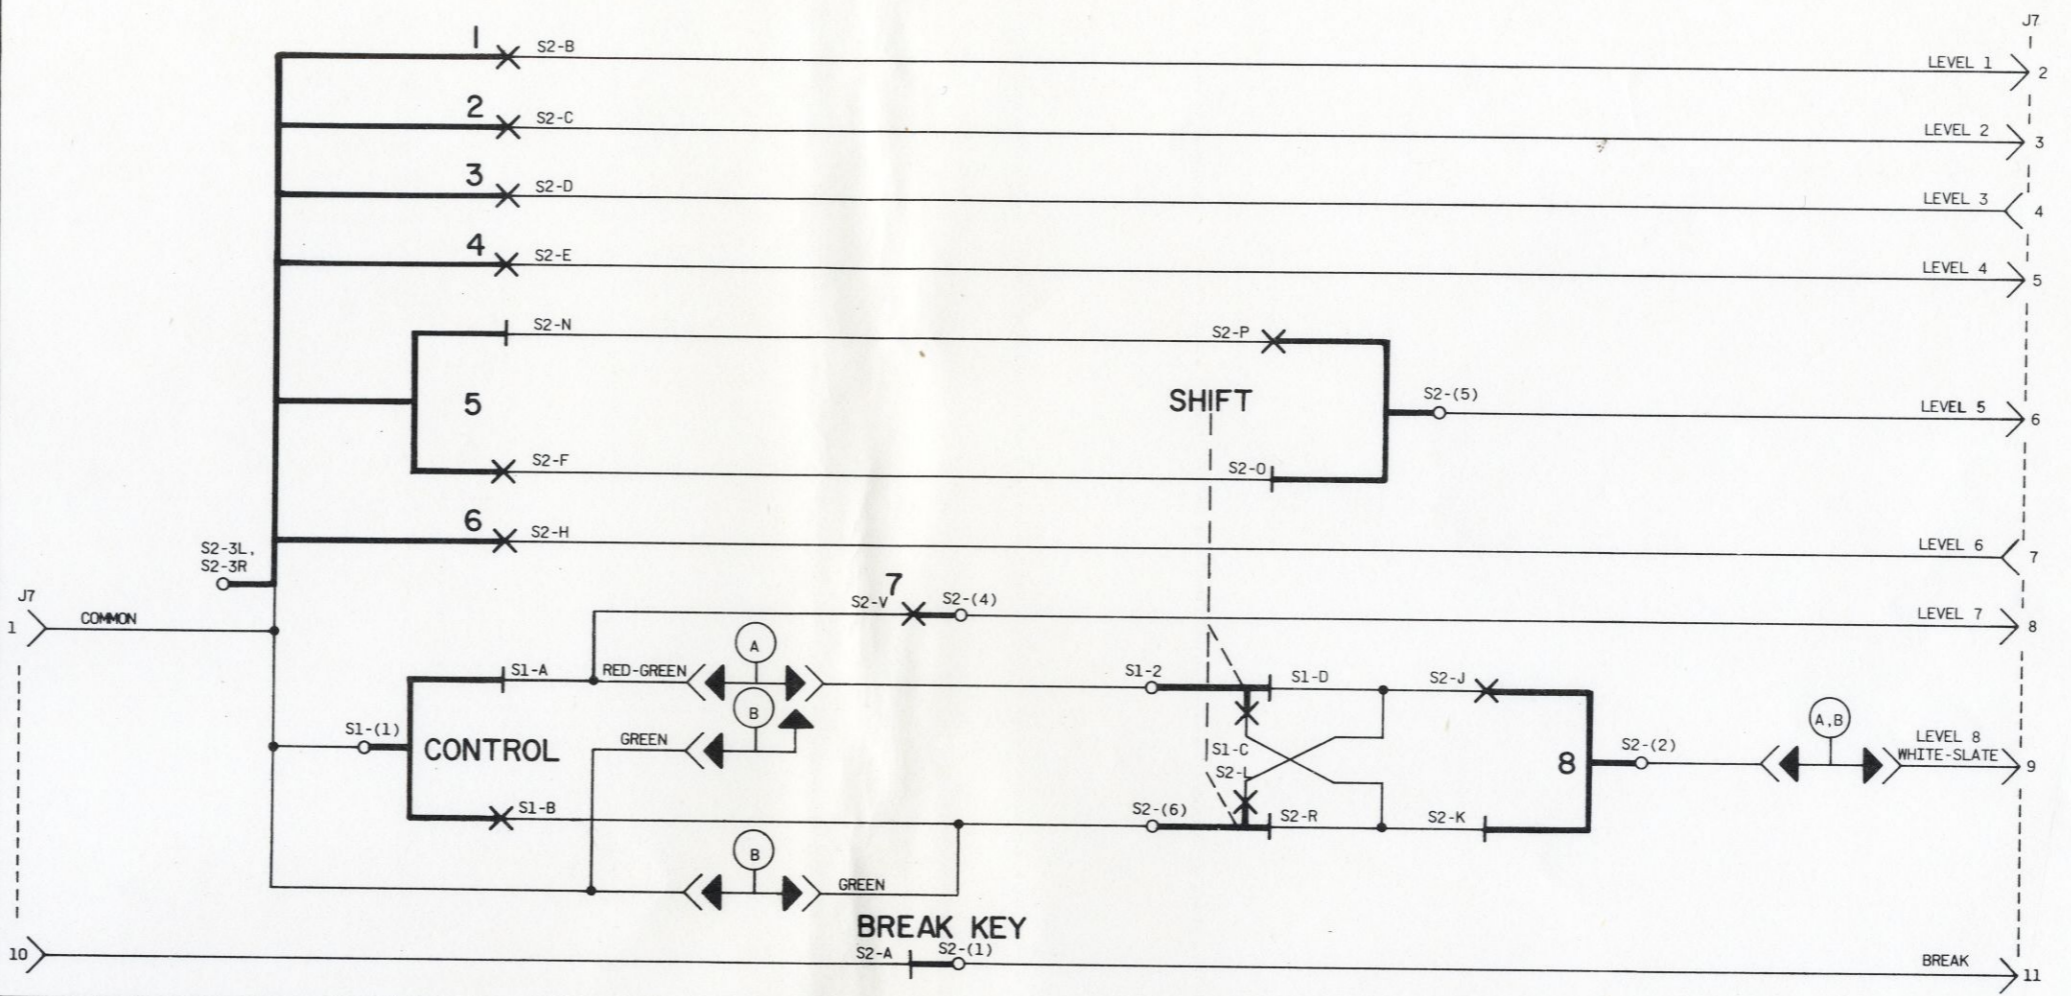 J7
1
S2-B
LEVEL 1
2
2
S2-C
LEVEL 2
3
3
S2-D
LEVEL 3
4
4
S2-E
LEVEL 4
5
S2-N
S2-P
5
SHIFT
S2-(5)
LEVEL 5
6
S2-F
S2-O
6
S2-H
LEVEL 6
7
S2-3L,
S2-3R
J7
1
COMMON
7
S2-V
S2-(4)
LEVEL 7
8
A
S1-A
RED-GREEN
S1-2
S1-D
S2-J
B
A,B
S1-(1)
CONTROL
GREEN
S1-C
S2-L
8
S2-(2)
LEVEL 8
WHITE-SLATE
9
S1-B
S2-(6)
S2-R
S2-K
B
GREEN
BREAK KEY
10
S2-A
S2-(1)
BREAK
11